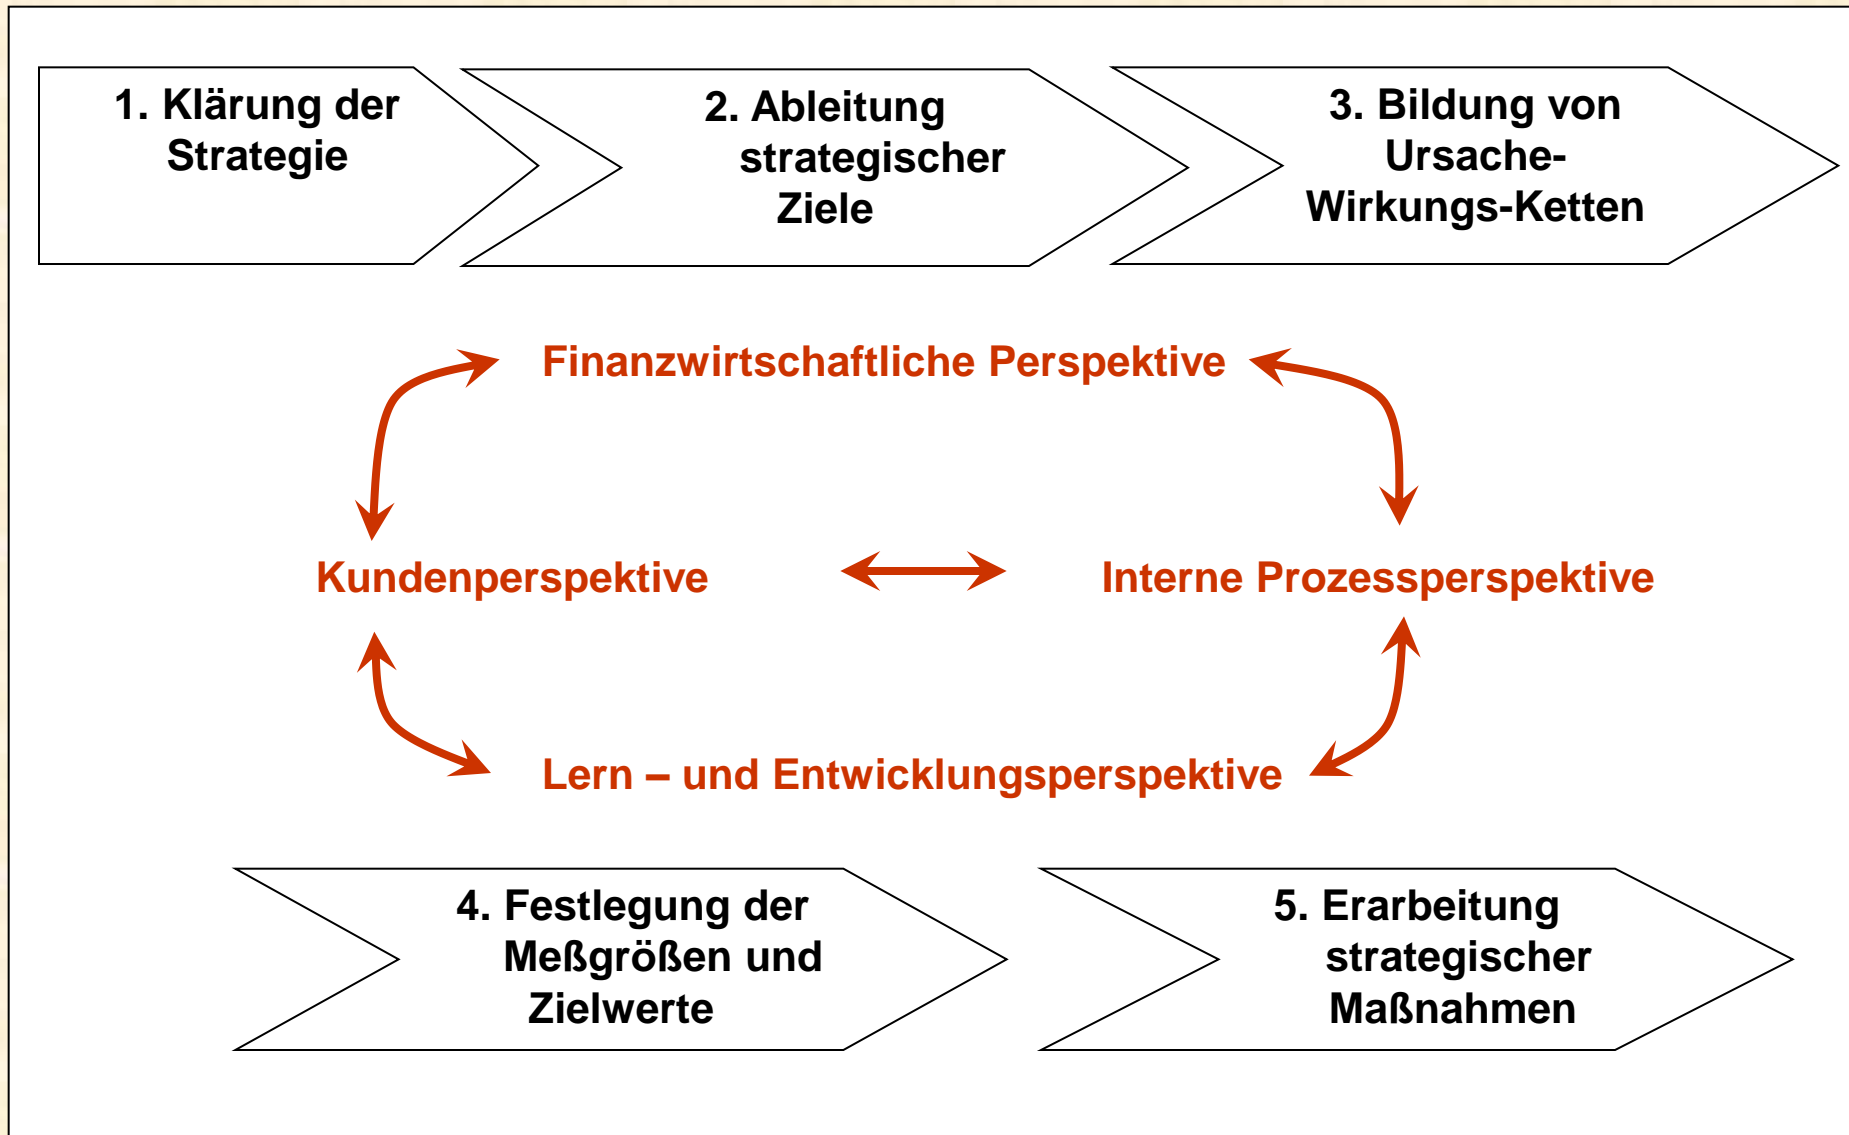 1. Klärung der
Strategie
2. Ableitung
strategischer
Ziele
3. Bildung von
Ursache-
Wirkungs-Ketten
Finanzwirtschaftliche Perspektive
Kundenperspektive
Interne Prozessperspektive
Lern – und Entwicklungsperspektive
4. Festlegung der
Meßgrößen und
Zielwerte
5. Erarbeitung
strategischer
Maßnahmen